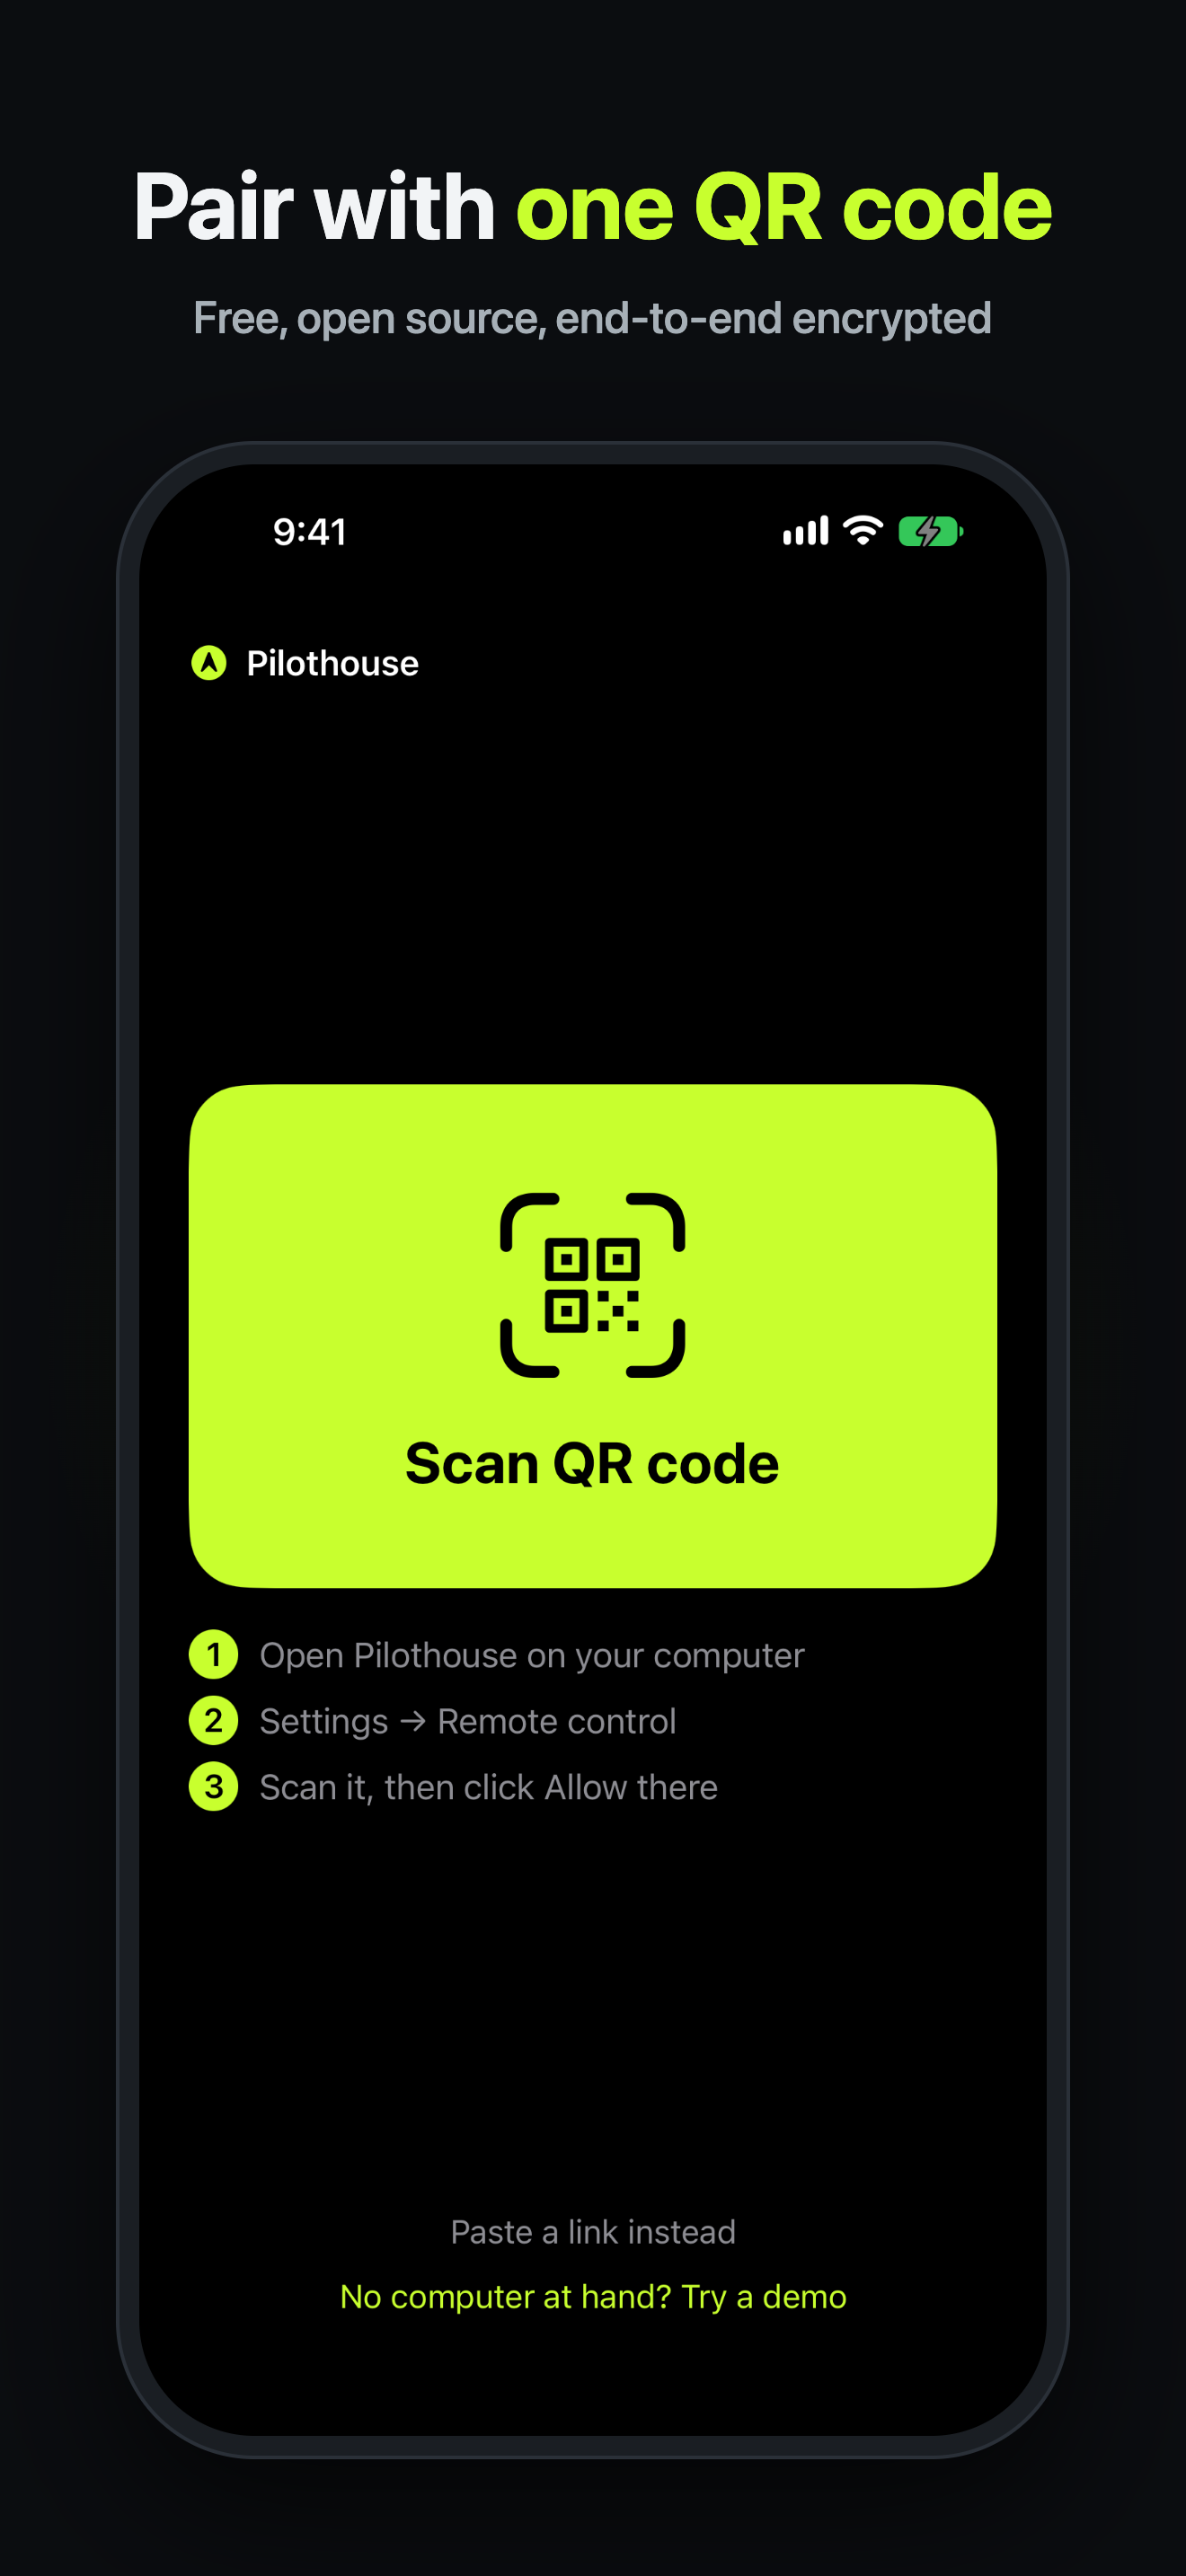 Pair with one QR code
Free, open source, end-to-end encrypted
9:41
Pilothouse
Scan QR code
1 Open Pilothouse on your computer
2 Settings → Remote control
3 Scan it, then click Allow there
Paste a link instead
No computer at hand? Try a demo